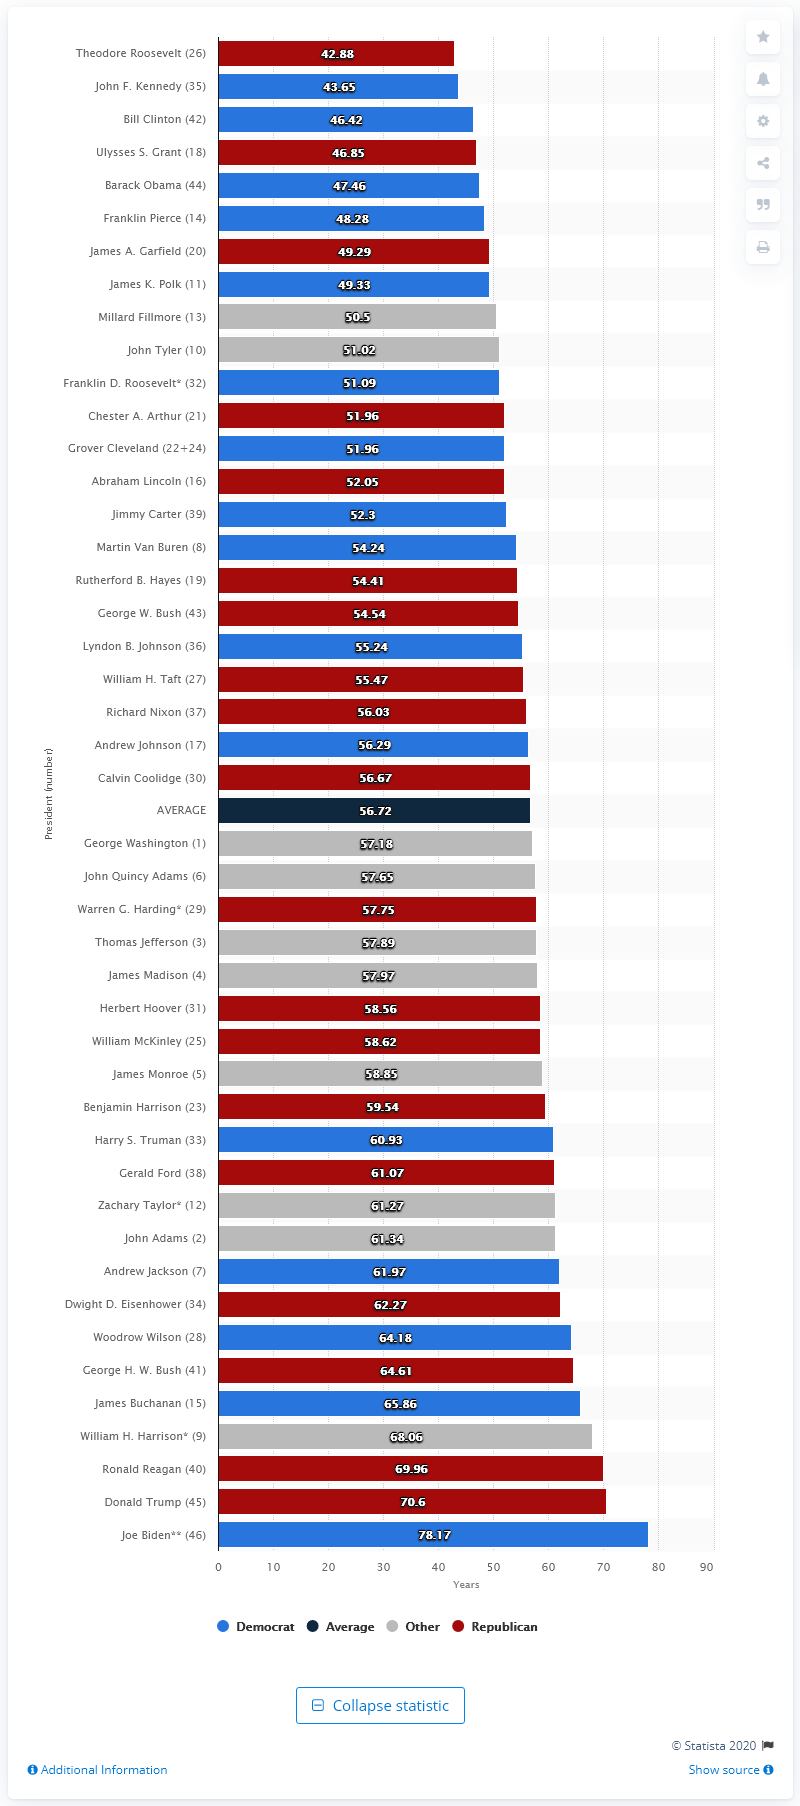 Theodore Roosevelt (26) 42.88
John F. Kennedy (35) 43.65
Bill Clinton (42) 46.42
Ulysses S. Grant (18) 46.85
Barack Obama (44) 47.46
Franklin Pierce (14) 48.28
James A. Garfield (20) 49.29
James K. Polk (11) 49.33
Millard Fillmore (13) 50.5
John Tyler (10) 51.02
Franklin D. Roosevelt* (32) 51.09
Chester A. Arthur (21) 51.96
Grover Cleveland (22+24) 51.96
Abraham Lincoln (16) 52.05
Jimmy Carter (39) 52.3
Martin Van Buren (8) 54.24
Rutherford B. Hayes (19) 54.41
George W. Bush (43) 54.54
Lyndon B. Johnson (36) 55.24
William H. Taft (27) 55.47
Richard Nixon (37) 56.03
Andrew Johnson (17) 56.29
Calvin Coolidge (30) 56.67
AVERAGE 56.72
George Washington (1) 57.18
John Quincy Adams (6) 57.65
Warren G. Harding* (29) 57.75
Thomas Jefferson (3) 57.89
James Madison (4) 57.97
Herbert Hoover (31) 58.56
William McKinley (25) 58.62
James Monroe (5) 58.85
Benjamin Harrison (23) 59.54
Harry S. Truman (33) 60.93
Gerald Ford (38) 61.07
Zachary Taylor* (12) 61.27
John Adams (2) 61.34
Andrew Jackson (7) 61.97
Dwight D. Eisenhower (34) 62.27
Woodrow Wilson (28) 64.18
George H. W. Bush (41) 64.61
James Buchanan (15) 65.86
William H. Harrison* (9) 68.06
Ronald Reagan (40) 69.96
Donald Trump (45) 70.6
Joe Biden** (46) 78.17
President (number)
0 10 20 30 40 50 60 70 80 90
Years
Democrat Average Other Republican
Collapse statistic
© Statista 2020
Additional Information Show source